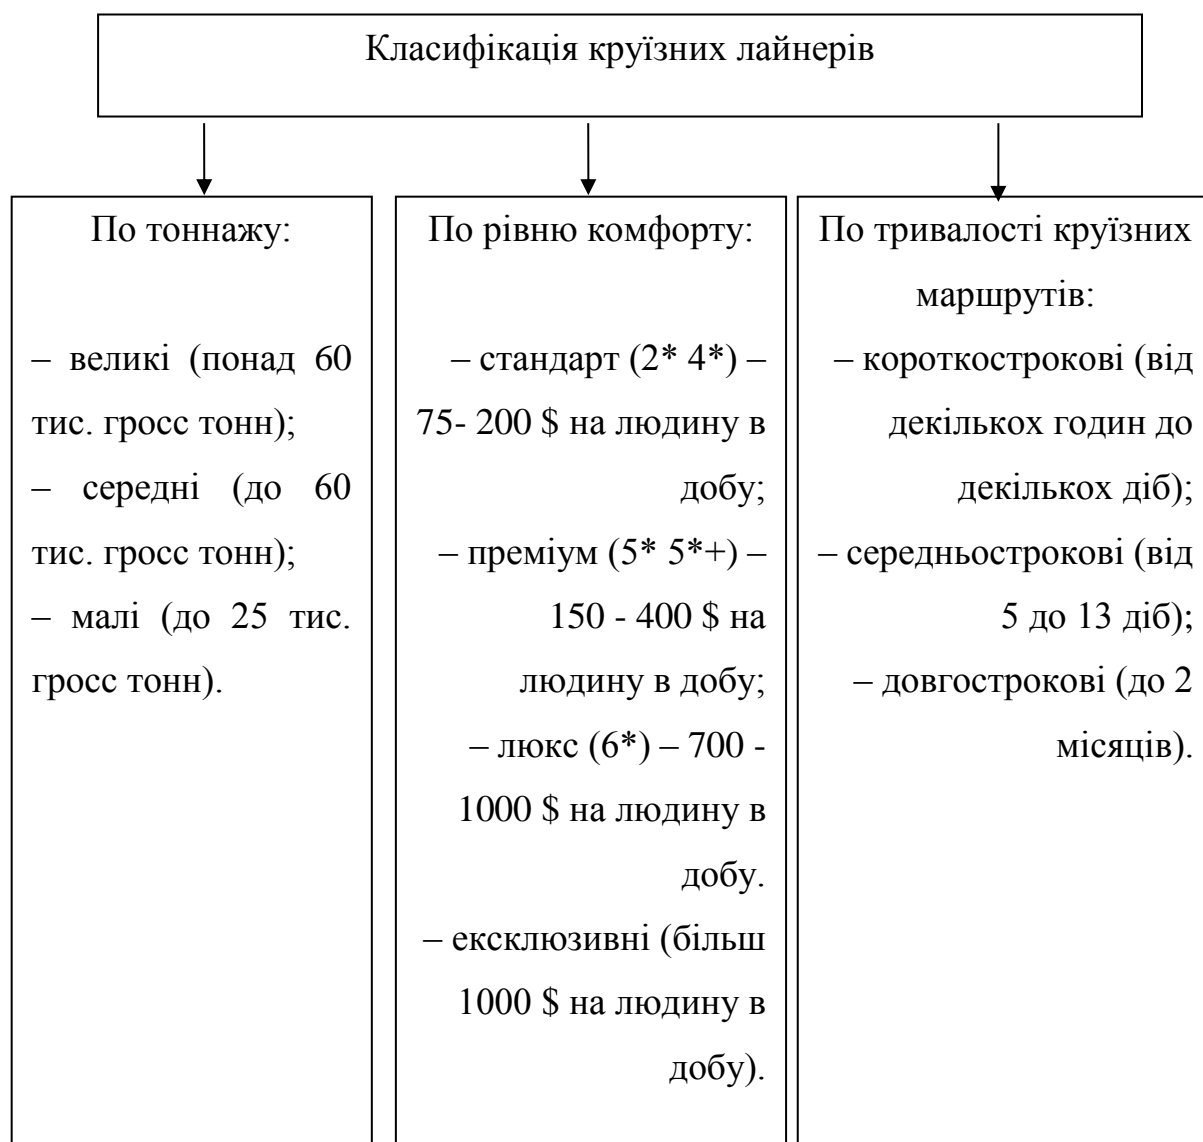 Класифікація круїзних лайнерів
По тоннажу:
– великі (понад 60
тис. гросс тонн);
– середні (до 60
тис. гросс тонн);
– малі (до 25 тис.
гросс тонн).
По рівню комфорту:
– стандарт (2* 4*) –
75- 200 $ на людину в
добу;
– преміум (5* 5*+) –
150 - 400 $ на
людину в добу;
– люкс (6*) – 700 -
1000 $ на людину в
добу.
– ексклюзивні (більш
1000 $ на людину в
добу).
По тривалості круїзних
маршрутів:
– короткострокові (від
декількох годин до
декількох діб);
– середньострокові (від
5 до 13 діб);
– довгострокові (до 2
місяців).